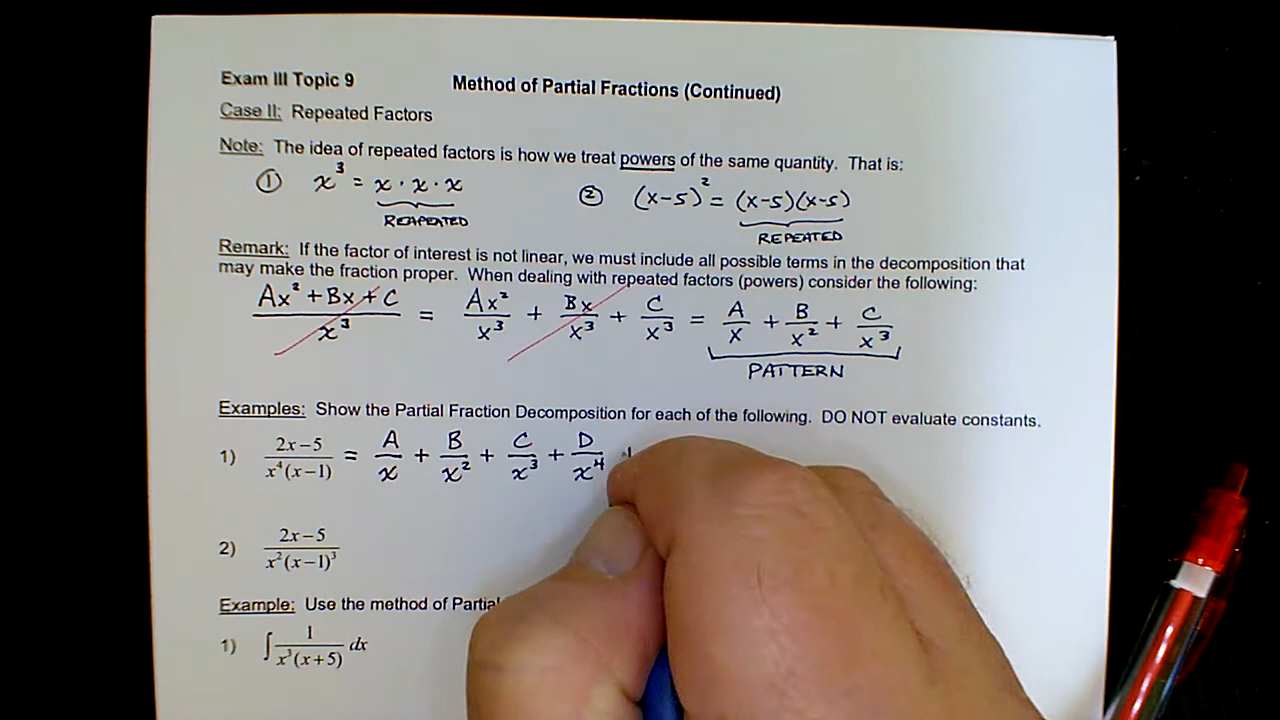 Exam III Topic 9 Method of Partial Fractions (Continued)
Case II: Repeated Factors
Note: The idea of repeated factors is how we treat powers of the same quantity. That is:
① x³ = x · x · x ② (x-5)² = (x-5)(x-5)
REAPEATED REPEATED
Remark: If the factor of interest is not linear, we must include all possible terms in the decomposition that
may make the fraction proper. When dealing with repeated factors (powers) consider the following:
(Ax² + Bx + C)/x³ = Ax²/x³ + Bx/x³ + C/x³ = A/x + B/x² + C/x³
PATTERN
Examples: Show the Partial Fraction Decomposition for each of the following. DO NOT evaluate constants.
1) (2x-5)/(x⁴(x-1)) = A/x + B/x² + C/x³ + D/x⁴
2) (2x-5)/(x²(x-1)³)
Example: Use the method of Partial
1) ∫ 1/(x³(x+5)) dx